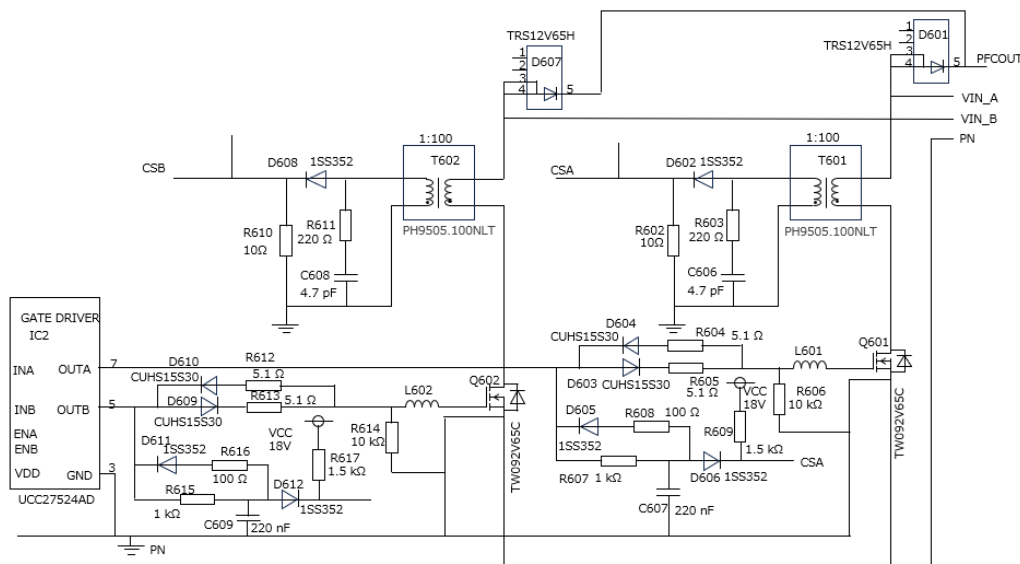 TRS12V65H
1
2
3
4
D607
5
TRS12V65H
1
2
3
4
D601
5
PFCOUT
VIN_A
VIN_B
PN
CSB
D608
1SS352
1:100
T602
R610
10Ω
R611
220 Ω
C608
4.7 pF
PH9505.100NLT
CSA
D602
1SS352
1:100
T601
R602
10Ω
R603
220 Ω
C606
4.7 pF
PH9505.100NLT
GATE DRIVER
IC2
INA
OUTA
7
INB
OUTB
5
ENA
ENB
VDD
GND
3
UCC27524AD
D610
CUHS15S30
R612
5.1 Ω
D609
CUHS15S30
R613
5.1 Ω
L602
Q602
TW092V65C
R614
10 kΩ
VCC
18V
R617
1.5 kΩ
D611
1SS352
R616
100 Ω
R615
1 kΩ
D612
1SS352
C609
220 nF
PN
D604
CUHS15S30
R604
5.1 Ω
D603
CUHS15S30
R605
5.1 Ω
L601
Q601
TW092V65C
R606
10 kΩ
VCC
18V
R609
1.5 kΩ
D605
1SS352
R608
100 Ω
R607
1 kΩ
D606
1SS352
CSA
C607
220 nF